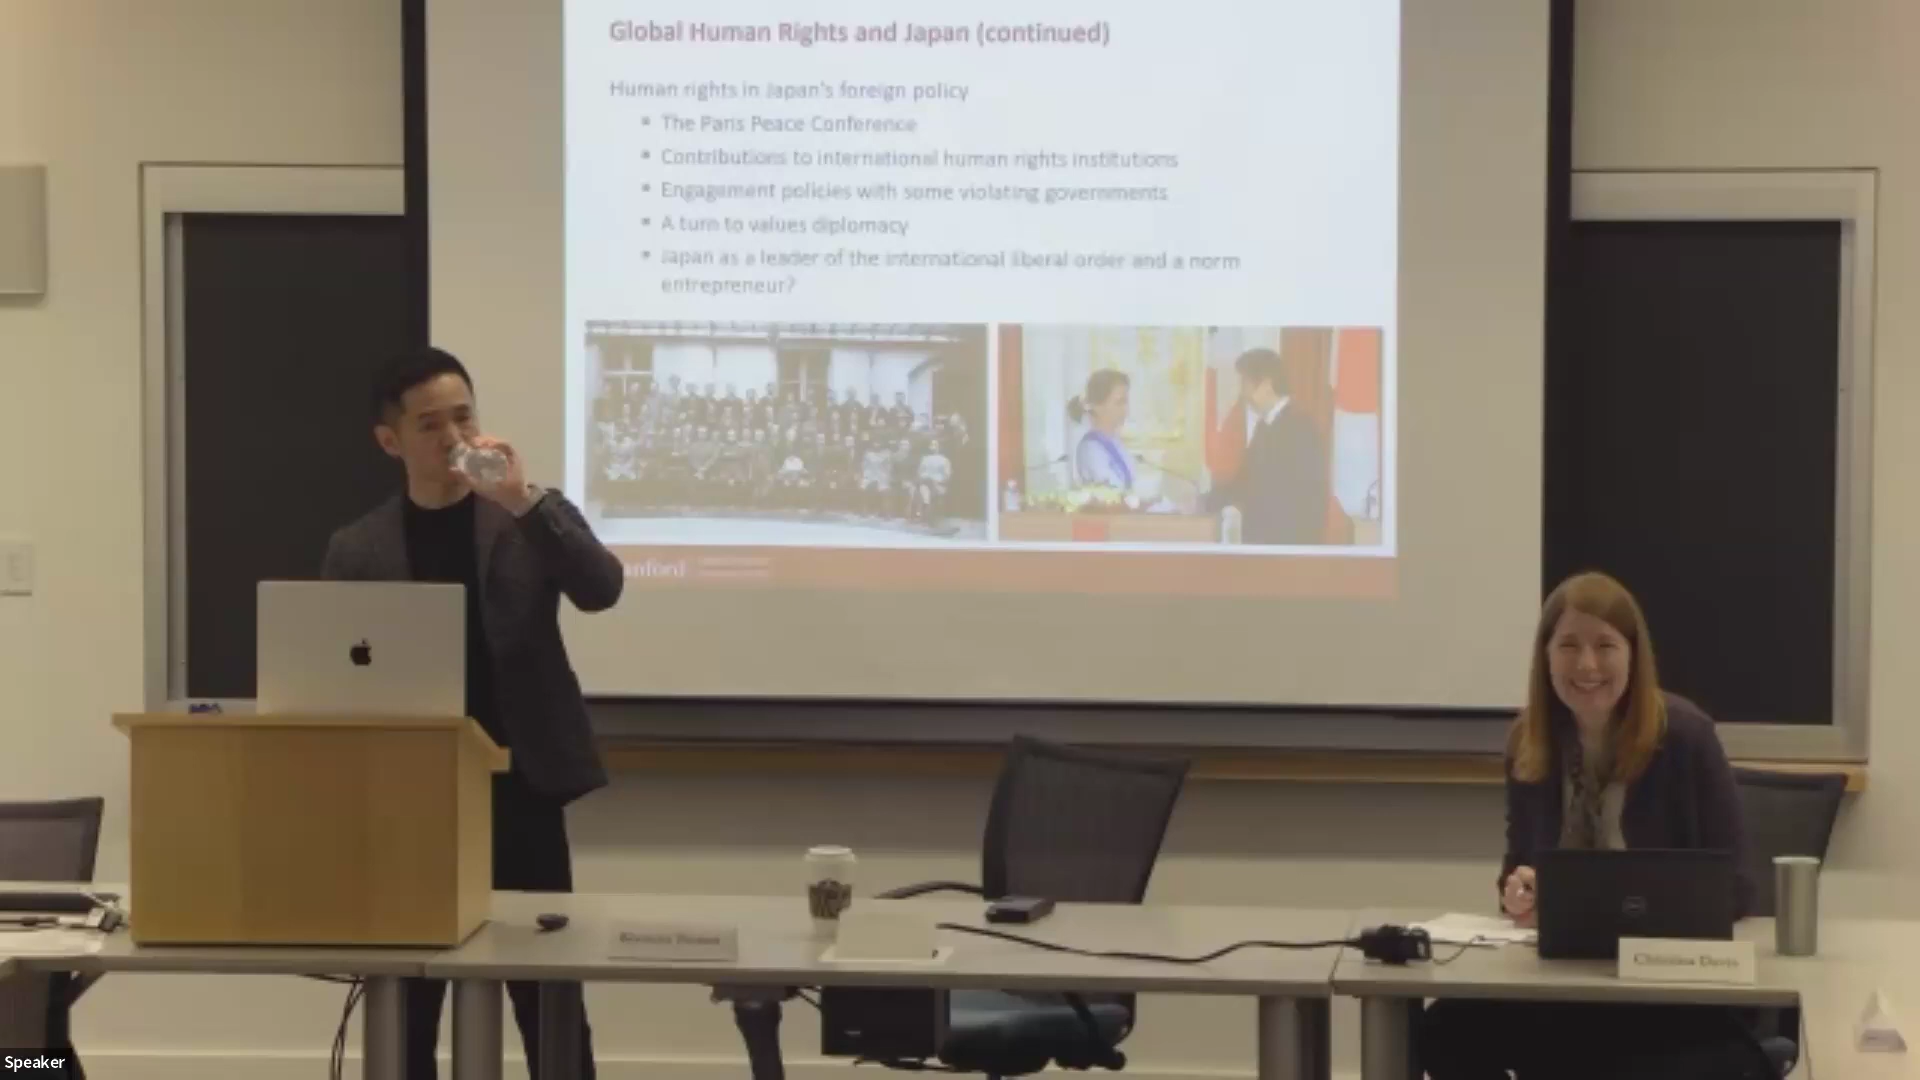 Global Human Rights and Japan (continued)
Human rights in Japan's foreign policy
▪ The Paris Peace Conference
▪ Contributions to international human rights institutions
▪ Engagement policies with some violating governments
▪ A turn to values diplomacy
▪ Japan as a leader of the international liberal order and a norm
entrepreneur?
anford
Christina Davis
Speaker